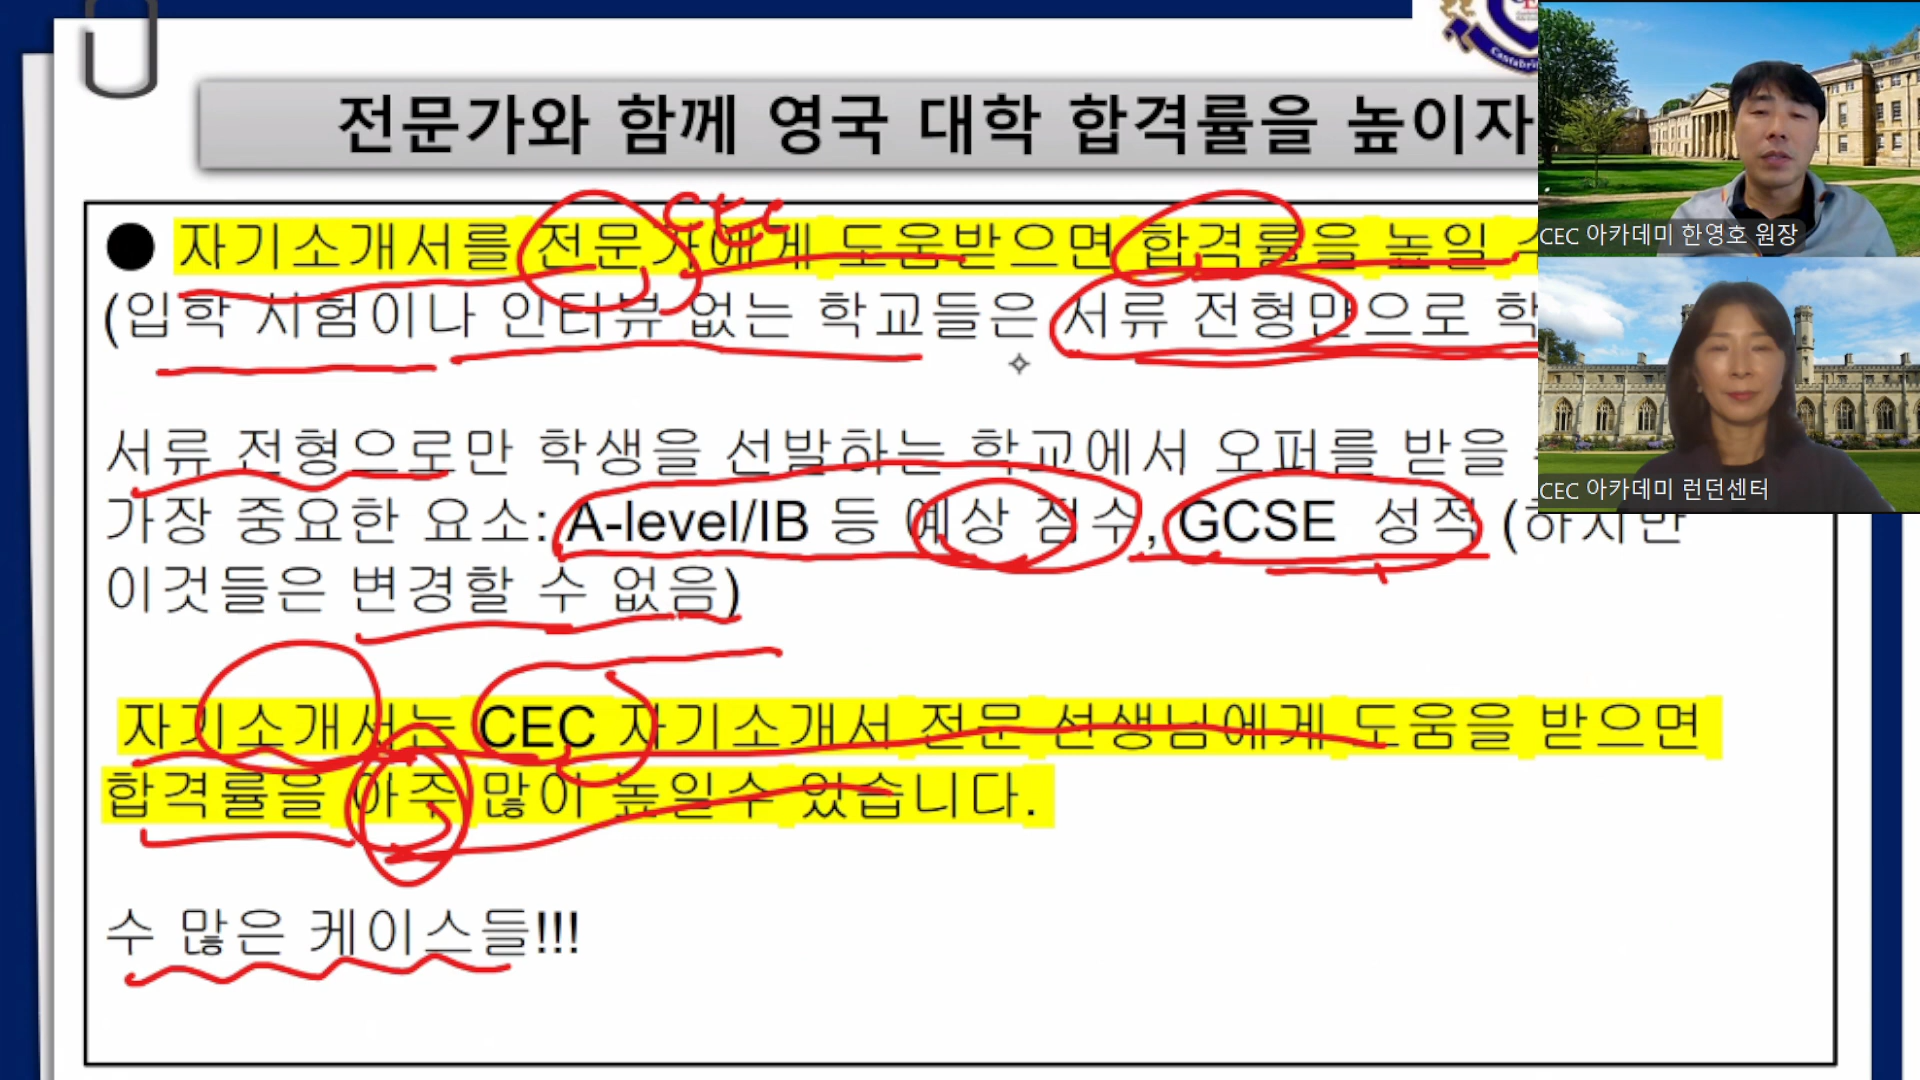 전문가와 함께 영국 대학 합격률을 높이자
CEC
● 자기소개서를 전문가에게 도움받으면 합격률을 높일
(입학 시험이나 인터뷰 없는 학교들은 서류 전형만으로 학
서류 전형으로만 학생을 선발하는 학교에서 오퍼를 받을
가장 중요한 요소: A-level/IB 등 예상 점수, GCSE 성적 (하지만
이것들은 변경할 수 없음)
자기소개서는 CEC 자기소개서 전문 선생님에게 도움을 받으면
합격률을 아주 많이 높일수 있습니다.
수 많은 케이스들!!!
CEC 아카데미 한영호 원장
CEC 아카데미 런던센터